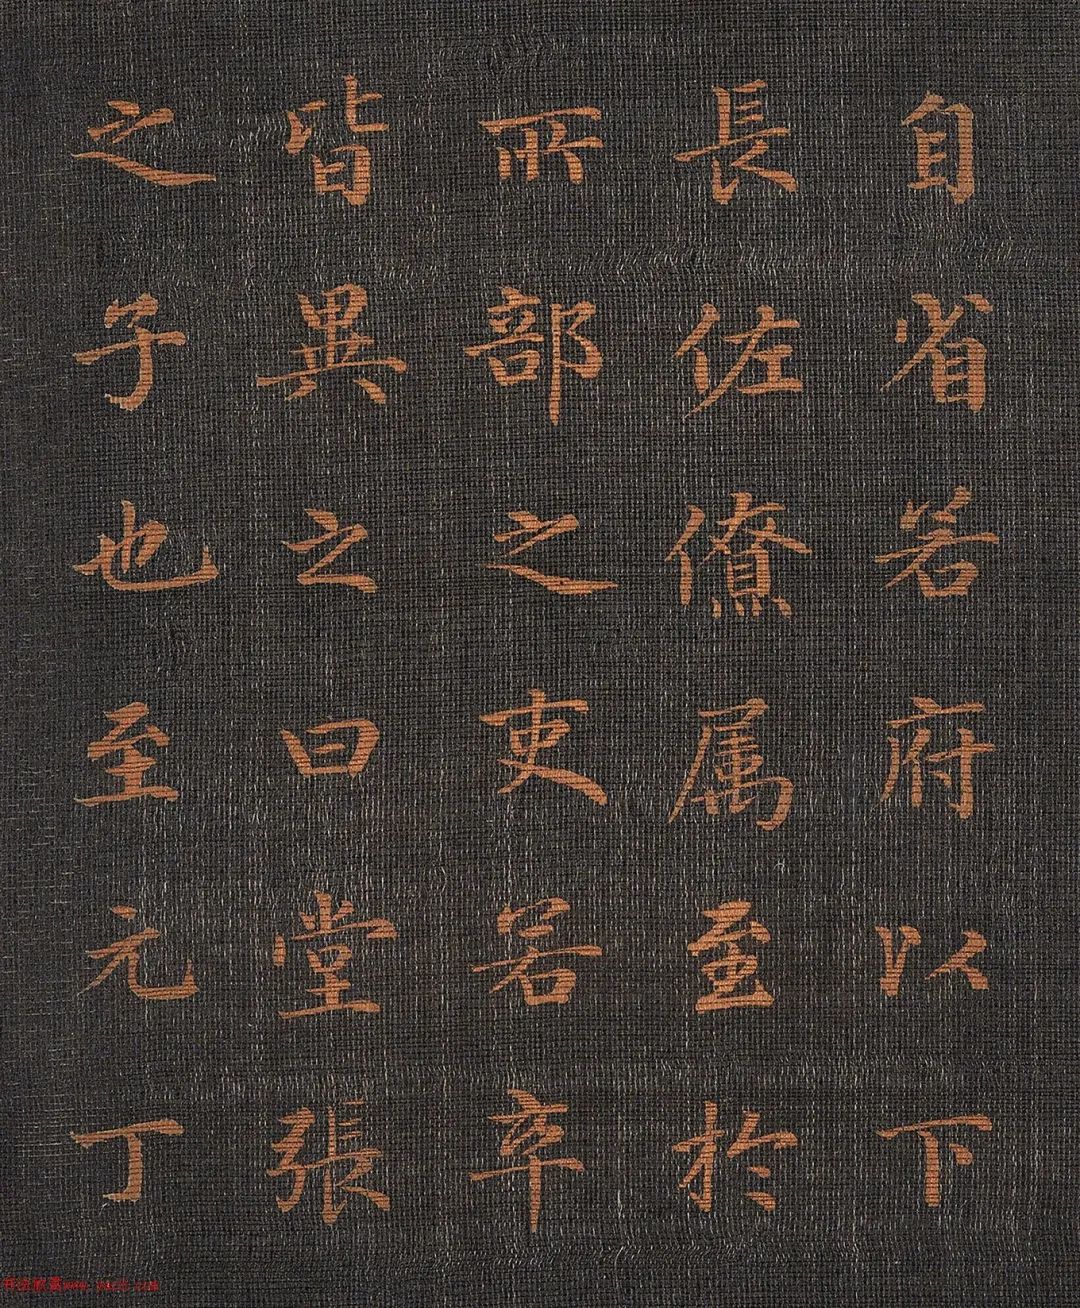 自省若府以下
長佐僚属至於
所部之吏若卒
皆異之曰堂張
之子也至元丁